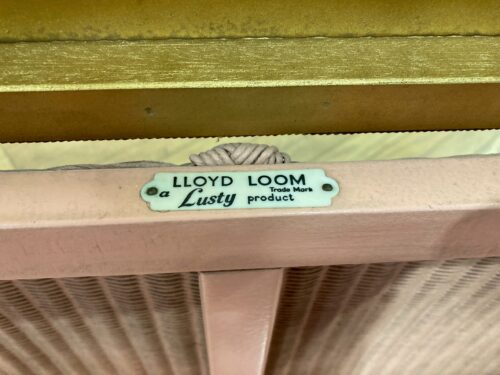 LLOYD LOOM
Trade Mark
a Lusty product